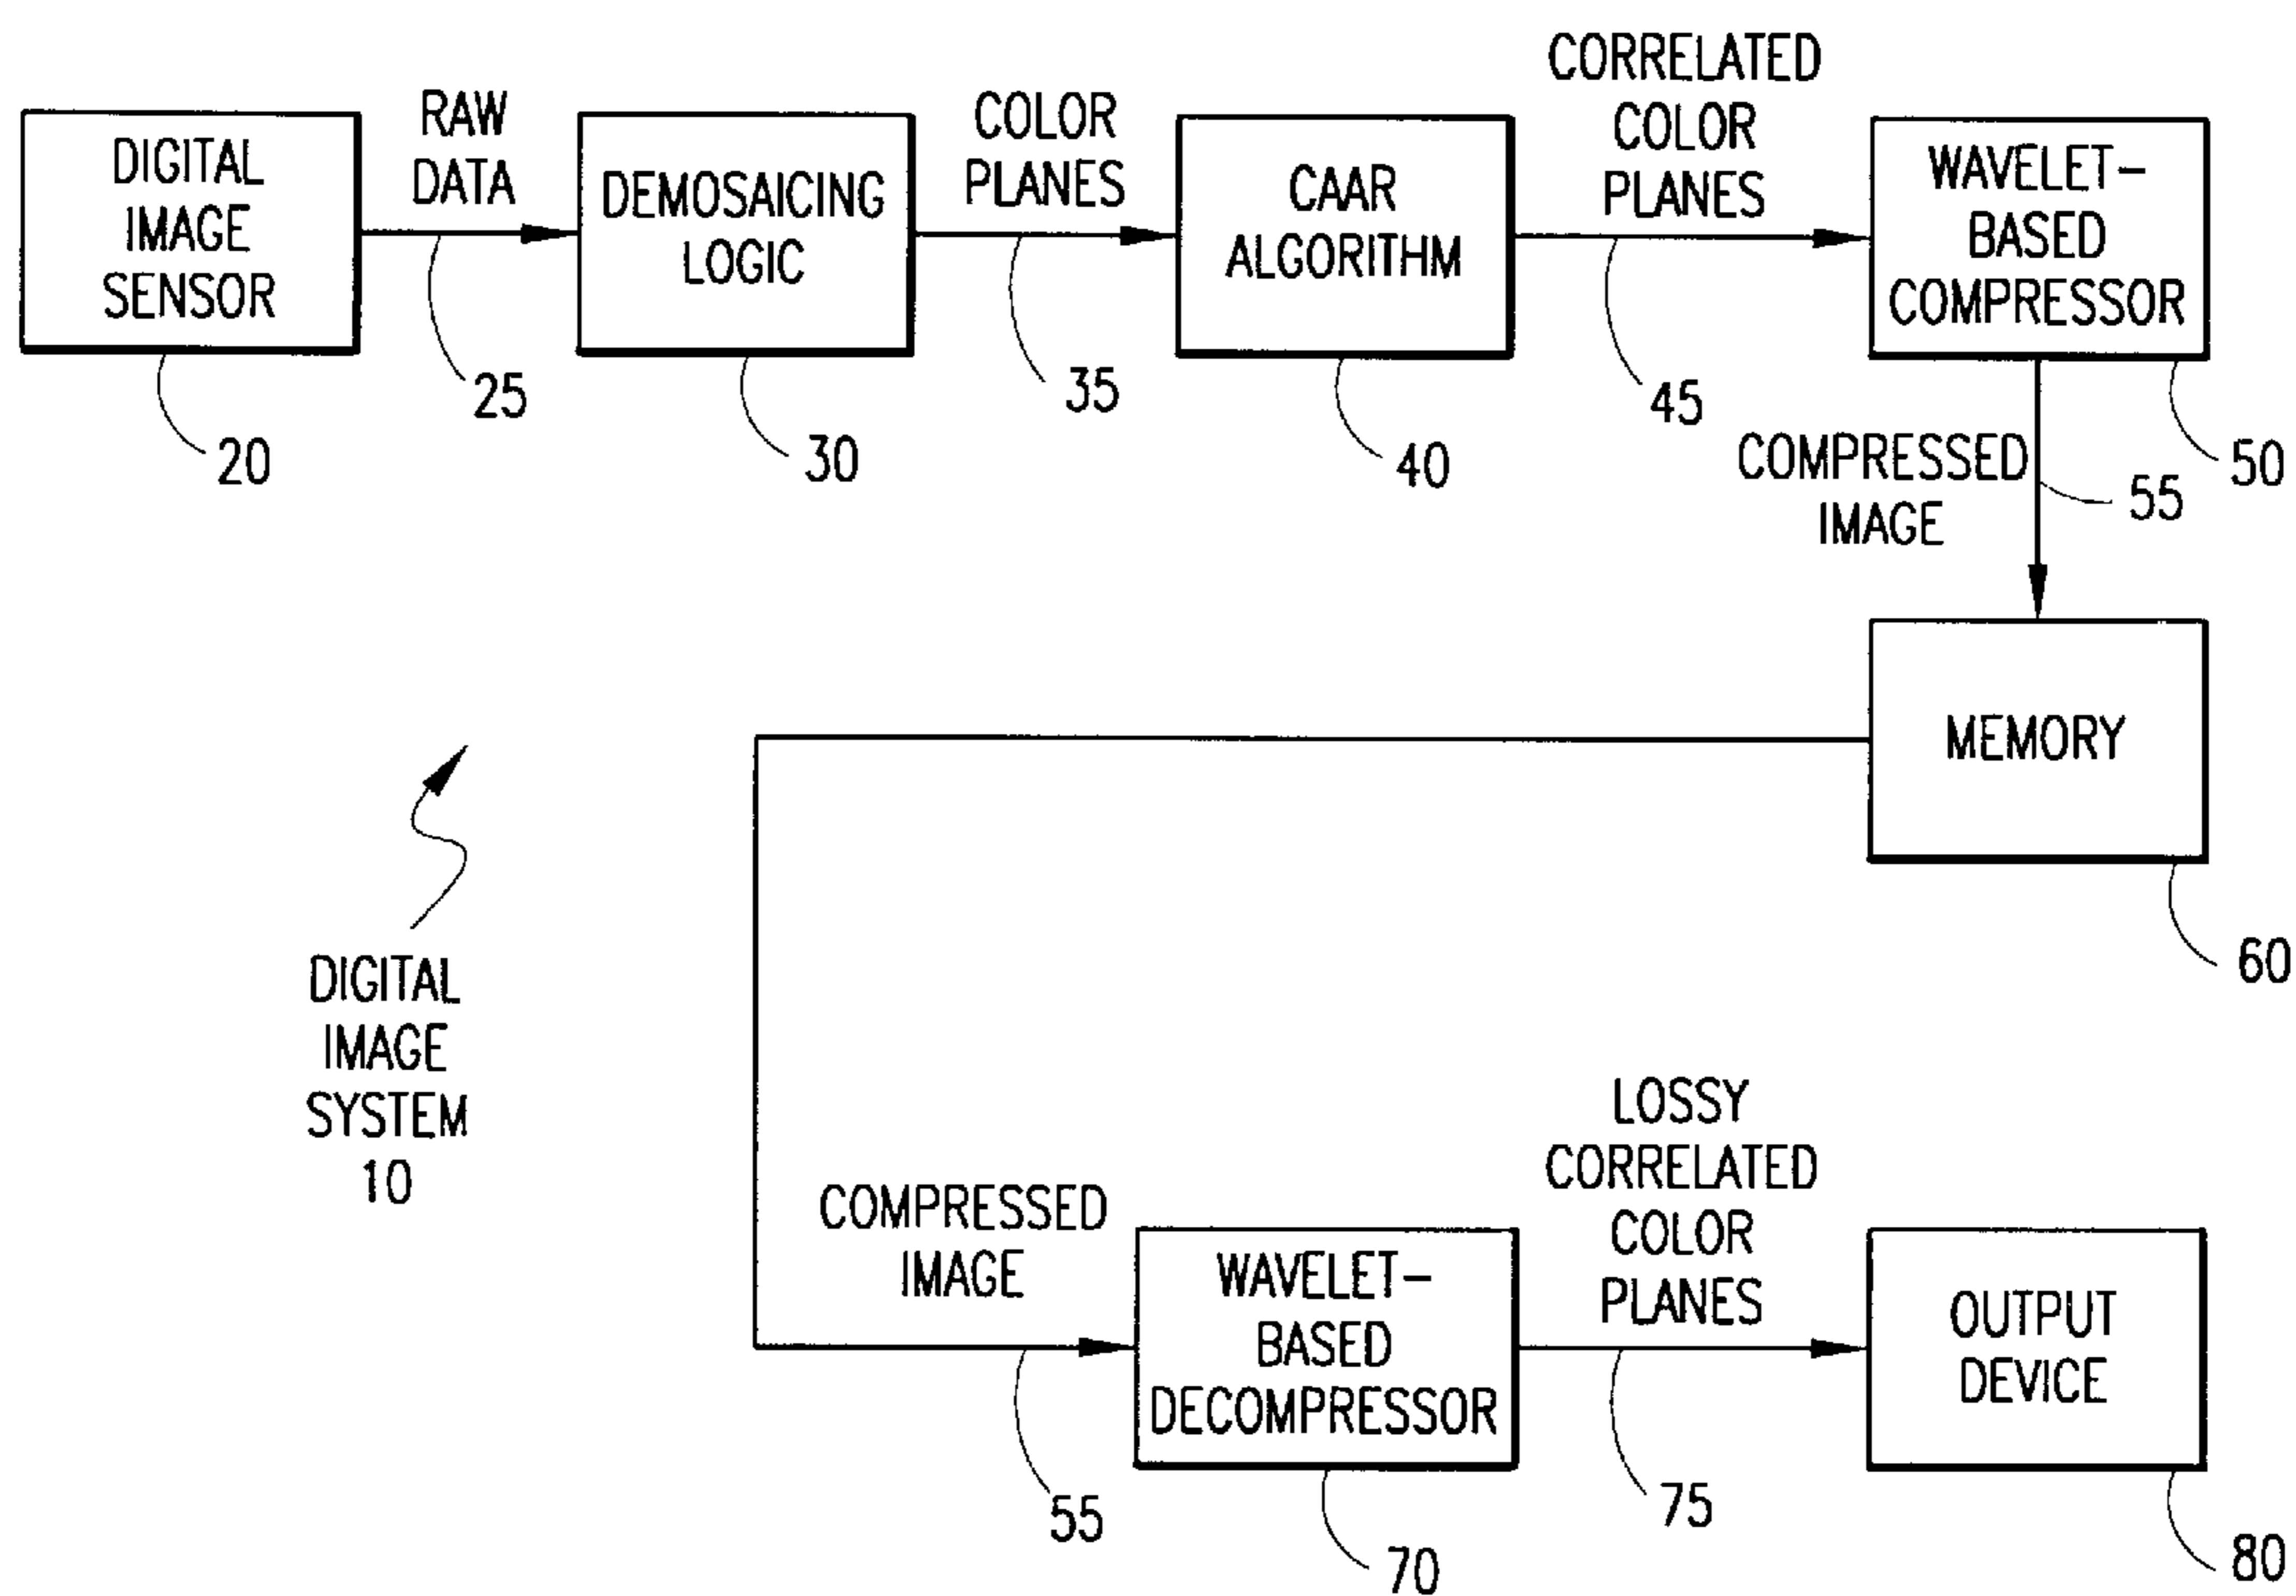 DIGITAL
IMAGE
SENSOR
20
RAW
DATA
25
DEMOSAICING
LOGIC
30
COLOR
PLANES
35
CAAR
ALGORITHM
40
CORRELATED
COLOR
PLANES
45
WAVELET-
BASED
COMPRESSOR
50
COMPRESSED
IMAGE
55
MEMORY
60
DIGITAL
IMAGE
SYSTEM
10
COMPRESSED
IMAGE
55
WAVELET-
BASED
DECOMPRESSOR
70
LOSSY
CORRELATED
COLOR
PLANES
75
OUTPUT
DEVICE
80